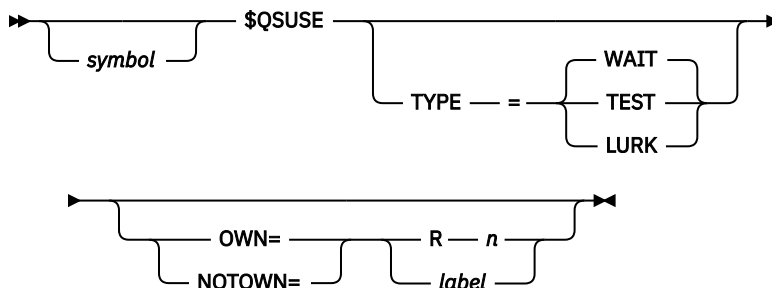 $QSUSE
symbol
WAIT
TYPE = TEST
LURK
OWN= R n
NOTOWN= label